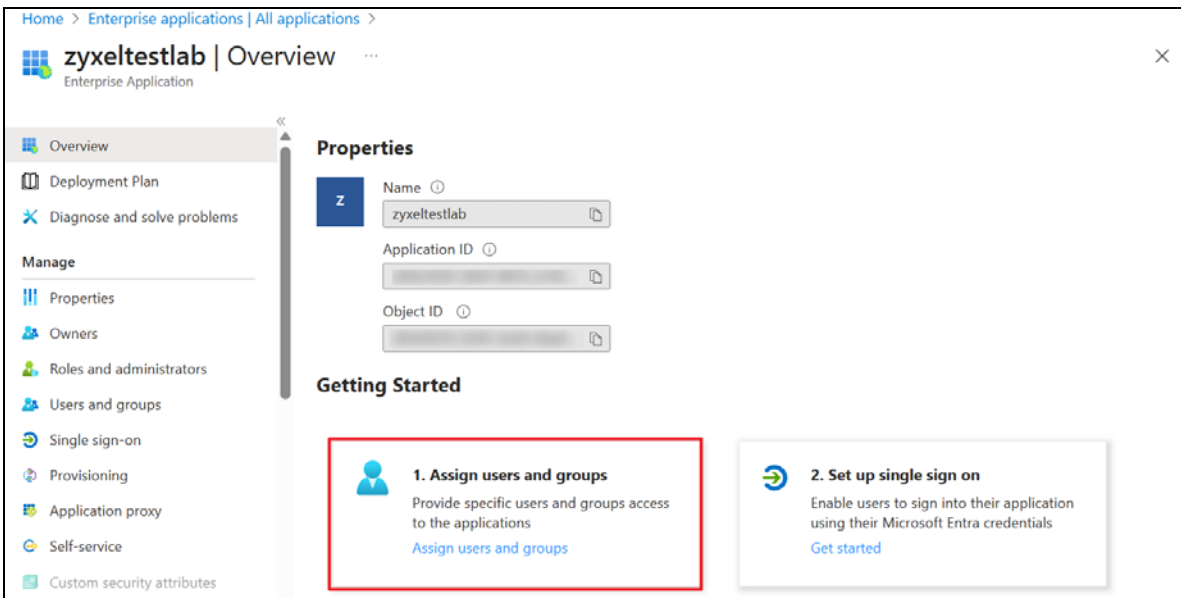 Home > Enterprise applications | All applications >
zyxeltestlab | Overview ...
Enterprise Application
«
Overview
Deployment Plan
Diagnose and solve problems
Manage
Properties
Owners
Roles and administrators
Users and groups
Single sign-on
Provisioning
Application proxy
Self-service
Custom security attributes
Properties
Z
Name
zyxeltestlab
Application ID
Object ID
Getting Started
1. Assign users and groups
Provide specific users and groups access
to the applications
Assign users and groups
2. Set up single sign on
Enable users to sign into their application
using their Microsoft Entra credentials
Get started